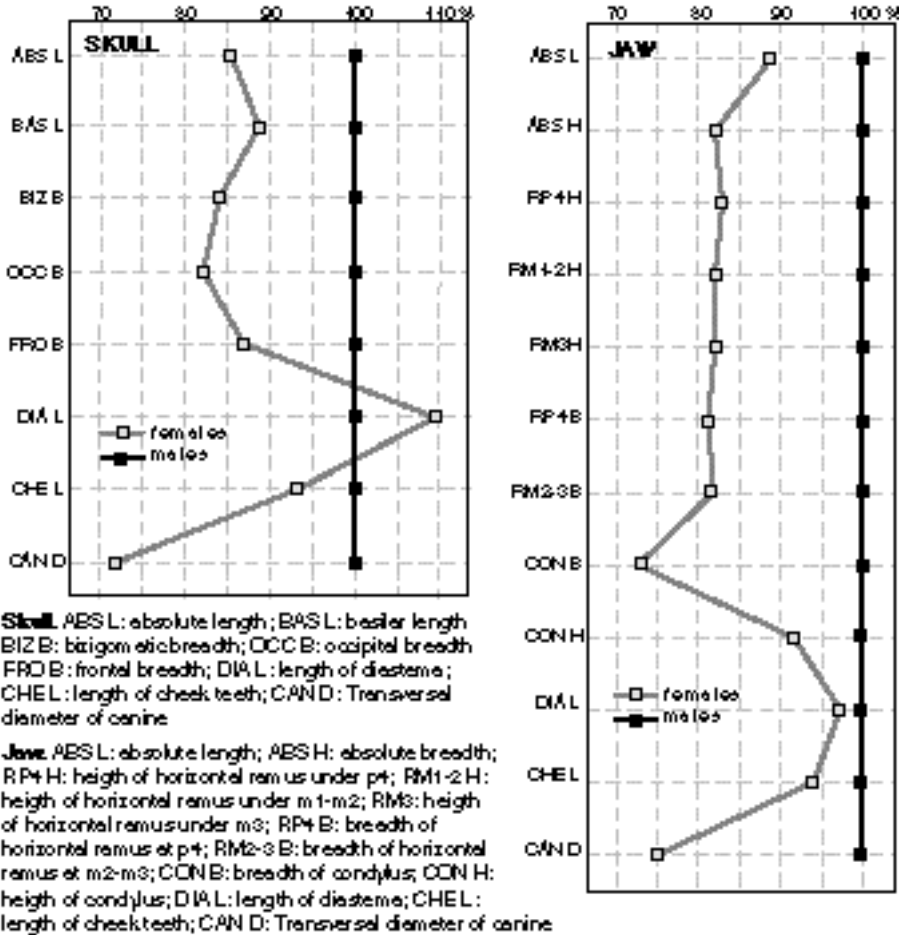 70 80 90 100 110%
SKULL
ABS L
BAS L
BIZ B
OCC B
FRO B
DIA L
CHE L
CAN D
females
males
70 80 90 100 %
JAW
ABS L
ABS H
RP4 H
RM1-2 H
RM3H
RP4 B
RM2-3B
CON B
CON H
DIA L
CHE L
CAN D
females
males
Skull. ABS L: absolute length; BAS L: basiler length
BIZ B: bizigomatic breadth; OCC B: occipital breadth
FRO B: frontal breadth; DIA L: length of diastema;
CHE L: length of cheek teeth; CAN D: Transversal
diameter of canine
Jaw. ABS L: absolute length; ABS H: absolute breadth;
RP4 H: heigth of horizontal ramus under p4; RM1-2 H:
heigth of horizontal ramus under m1-m2; RM3: heigth
of horizontal ramus under m3; RP4 B: breadth of
horizontal ramus at p4; RM2-3 B: breadth of horizontal
ramus at m2-m3; CON B: breadth of condylus; CON H:
heigth of condylus; DIA L: length of diastema; CHE L:
length of cheek teeth; CAN D: Transversal diameter of canine